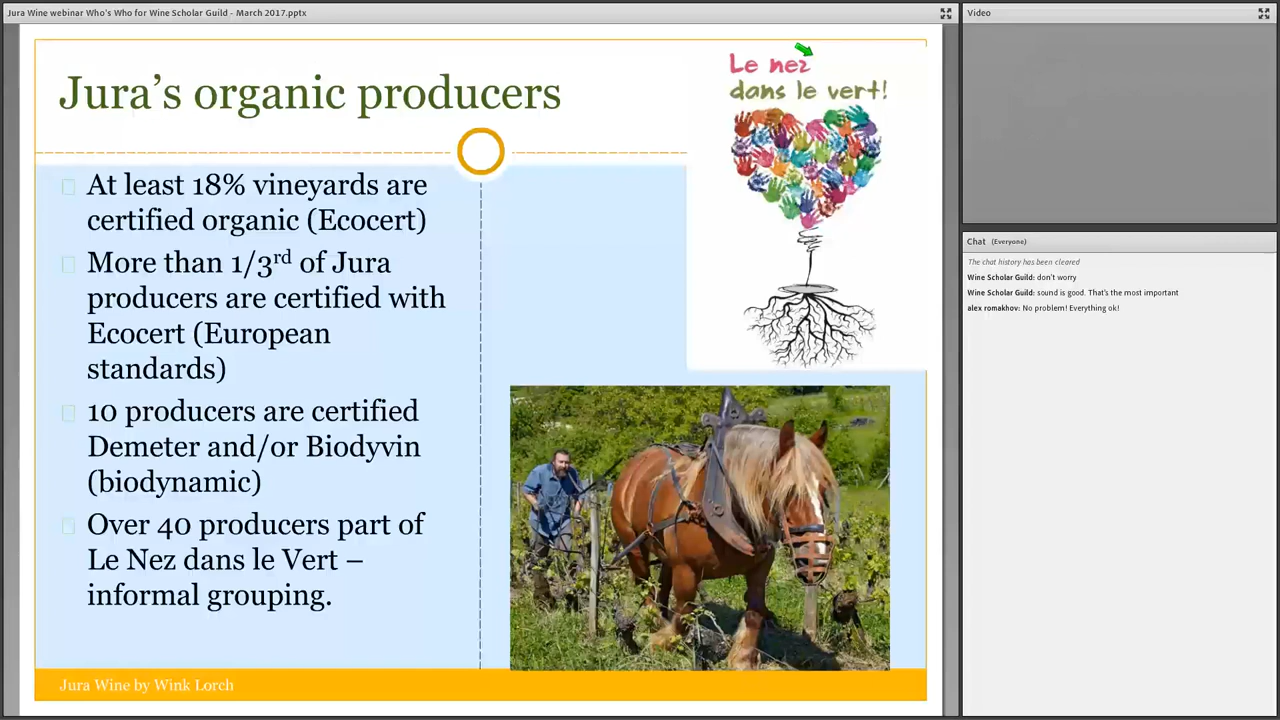 Jura Wine webinar Who's Who for Wine Scholar Guild - March 2017.pptx
Jura's organic producers
At least 18% vineyards are
certified organic (Ecocert)
More than 1/3rd of Jura
producers are certified with
Ecocert (European
standards)
10 producers are certified
Demeter and/or Biodyvin
(biodynamic)
Over 40 producers part of
Le Nez dans le Vert –
informal grouping.
Le nez
dans le vert!
Jura Wine by Wink Lorch
Video
Chat (Everyone)
The chat history has been cleared
Wine Scholar Guild: don't worry
Wine Scholar Guild: sound is good. That's the most important
alex romakhov: No problem! Everything ok!